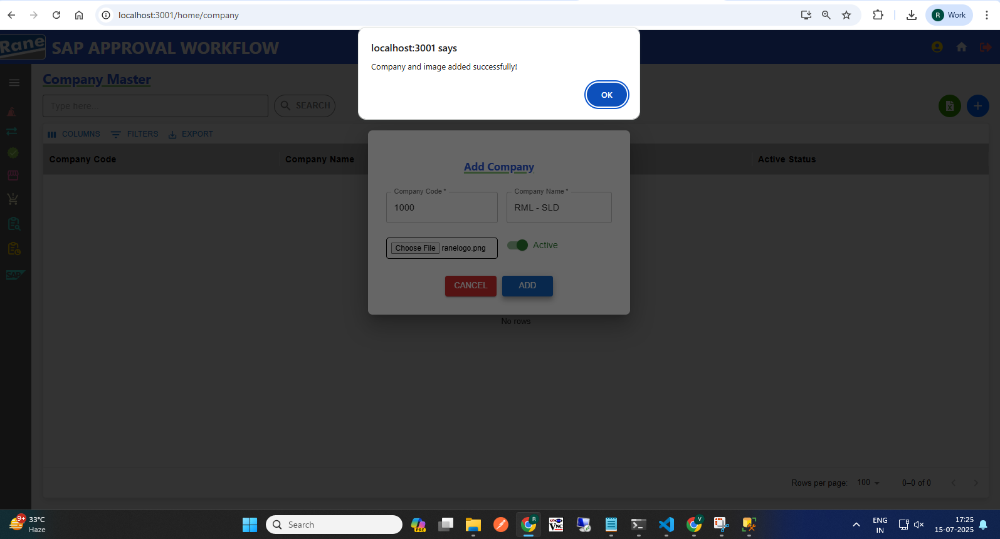 localhost:3001/home/company
R Work
localhost:3001 says
Company and image added successfully!
OK
Rane SAP APPROVAL WORKFLOW
Company Master
Type here...
SEARCH
COLUMNS FILTERS EXPORT
Company Code Company Name Active Status
Add Company
Company Code *
1000
Company Name *
RML - SLD
Choose File ranelogo.png
Active
CANCEL ADD
No rows
SAP
Rows per page: 100 0–0 of 0
9+
33°C
Haze
Search
PRE
R
VNC
V
ENG
IN
17:25
15-07-2025